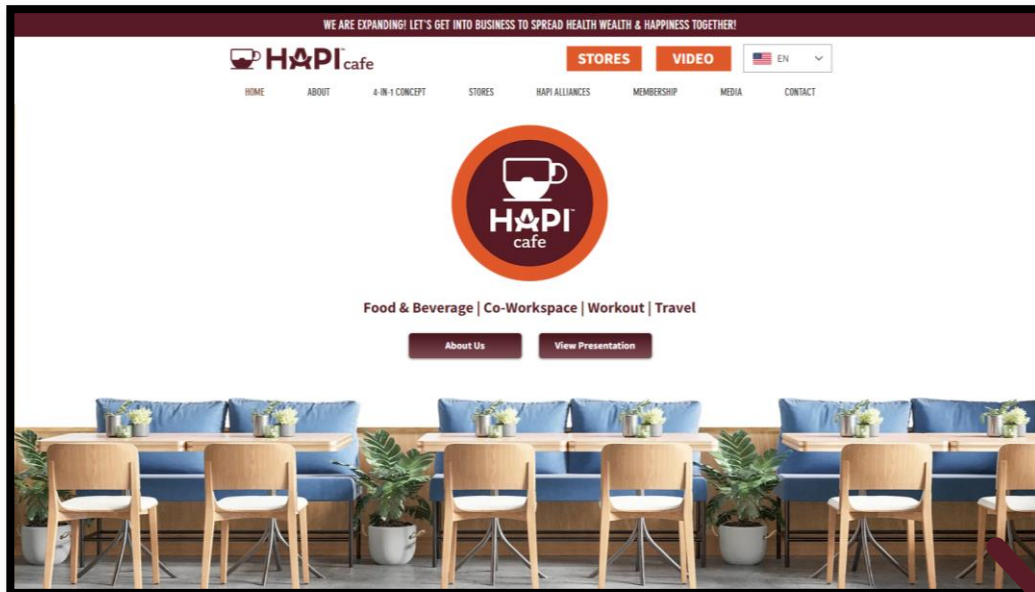 WE ARE EXPANDING! LET'S GET INTO BUSINESS TO SPREAD HEALTH WEALTH & HAPPINESS TOGETHER!
HAPI™ cafe
STORES
VIDEO
EN
HOME ABOUT 4-IN-1 CONCEPT STORES HAPI ALLIANCES MEMBERSHIP MEDIA CONTACT
HAPI™
cafe
Food & Beverage | Co-Workspace | Workout | Travel
About Us
View Presentation